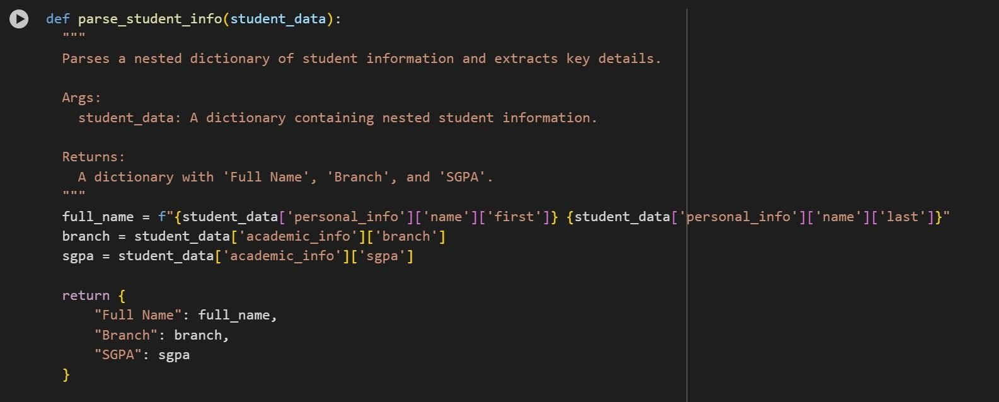 def parse_student_info(student_data):
  """
  Parses a nested dictionary of student information and extracts key details.

  Args:
    student_data: A dictionary containing nested student information.

  Returns:
    A dictionary with 'Full Name', 'Branch', and 'SGPA'.
  """
  full_name = f"{student_data['personal_info']['name']['first']} {student_data['personal_info']['name']['last']}"
  branch = student_data['academic_info']['branch']
  sgpa = student_data['academic_info']['sgpa']

  return {
      "Full Name": full_name,
      "Branch": branch,
      "SGPA": sgpa
  }